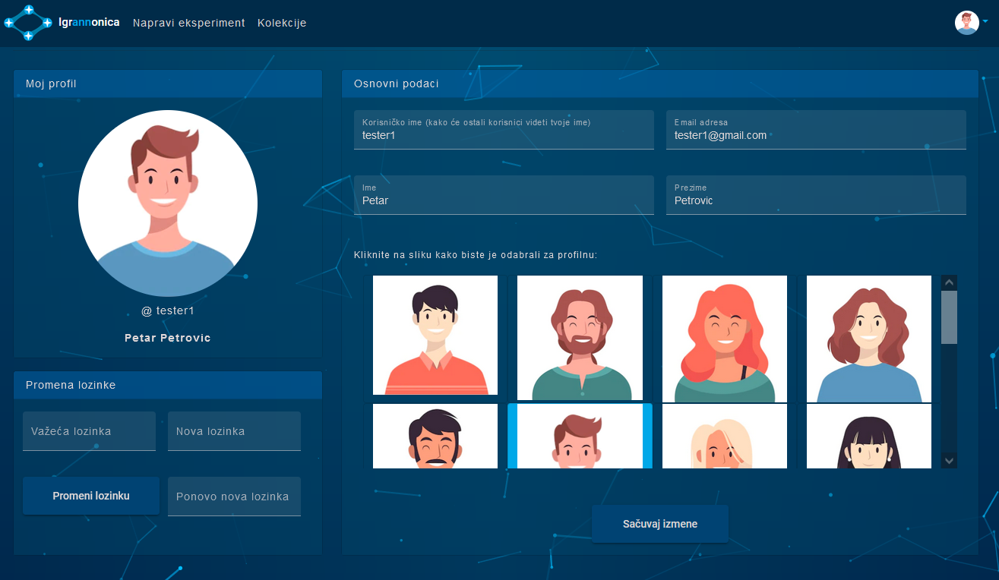 Igrannonica Napravi eksperiment Kolekcije
Moj profil
@ tester1
Petar Petrovic
Promena lozinke
Važeća lozinka
Nova lozinka
Promeni lozinku
Ponovo nova lozinka
Osnovni podaci
Korisničko ime (kako će ostali korisnici videti tvoje ime)
tester1
Email adresa
tester1@gmail.com
Ime
Petar
Prezime
Petrovic
Kliknite na sliku kako biste je odabrali za profilnu:
Sačuvaj izmene